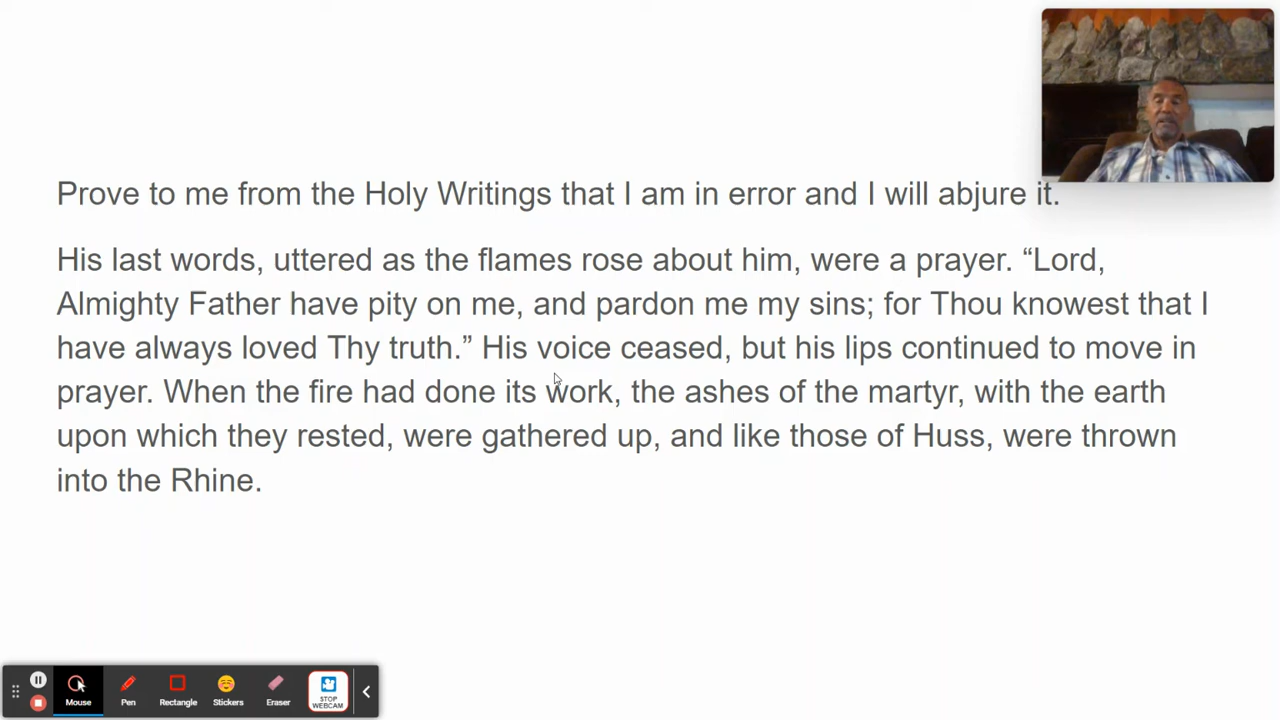 Prove to me from the Holy Writings that I am in error and I will abjure it.
His last words, uttered as the flames rose about him, were a prayer. “Lord,
Almighty Father have pity on me, and pardon me my sins; for Thou knowest that I
have always loved Thy truth.” His voice ceased, but his lips continued to move in
prayer. When the fire had done its work, the ashes of the martyr, with the earth
upon which they rested, were gathered up, and like those of Huss, were thrown
into the Rhine.
Mouse
Pen
Rectangle
Stickers
Eraser
STOP
WEBCAM